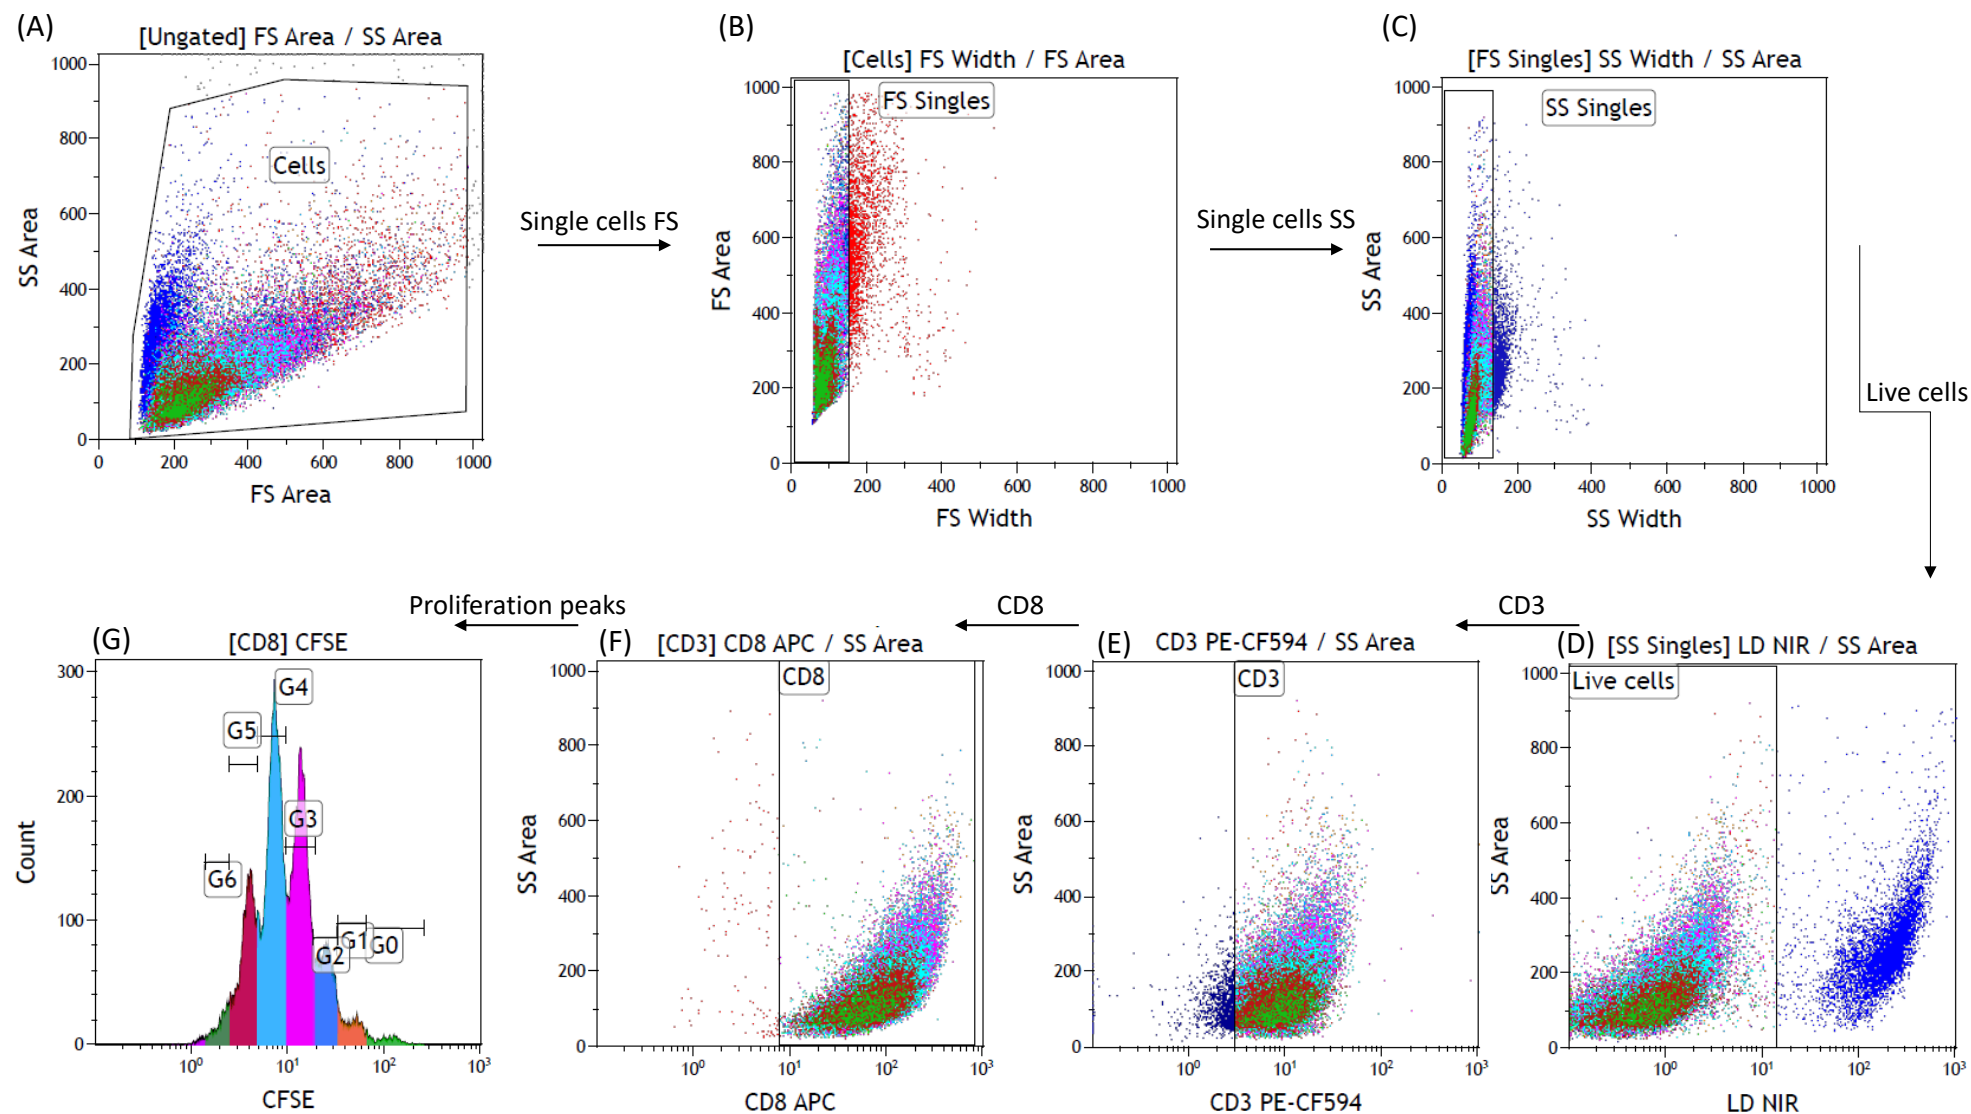 (A)
[Ungated] FS Area / SS Area
1000
800
600
400
200
0
SS Area
Cells
0 200 400 600 800 1000
FS Area
Single cells FS
(B)
[Cells] FS Width / FS Area
1000
800
600
400
200
0
FS Area
FS Singles
0 200 400 600 800 1000
FS Width
Single cells SS
(C)
[FS Singles] SS Width / SS Area
1000
800
600
400
200
0
SS Area
SS Singles
0 200 400 600 800 1000
SS Width
Live cells
Proliferation peaks
CD8
CD3
(G)
[CD8] CFSE
300
200
100
0
Count
G4
G5
G3
G6
G1
G0
G2
10⁰ 10¹ 10² 10³
CFSE
(F)
[CD3] CD8 APC / SS Area
1000
800
600
400
200
0
SS Area
CD8
10⁰ 10¹ 10² 10³
CD8 APC
(E)
CD3 PE-CF594 / SS Area
1000
800
600
400
200
0
SS Area
CD3
10⁰ 10¹ 10² 10³
CD3 PE-CF594
(D)
[SS Singles] LD NIR / SS Area
1000
800
600
400
200
0
SS Area
Live cells
10⁰ 10¹ 10² 10³
LD NIR